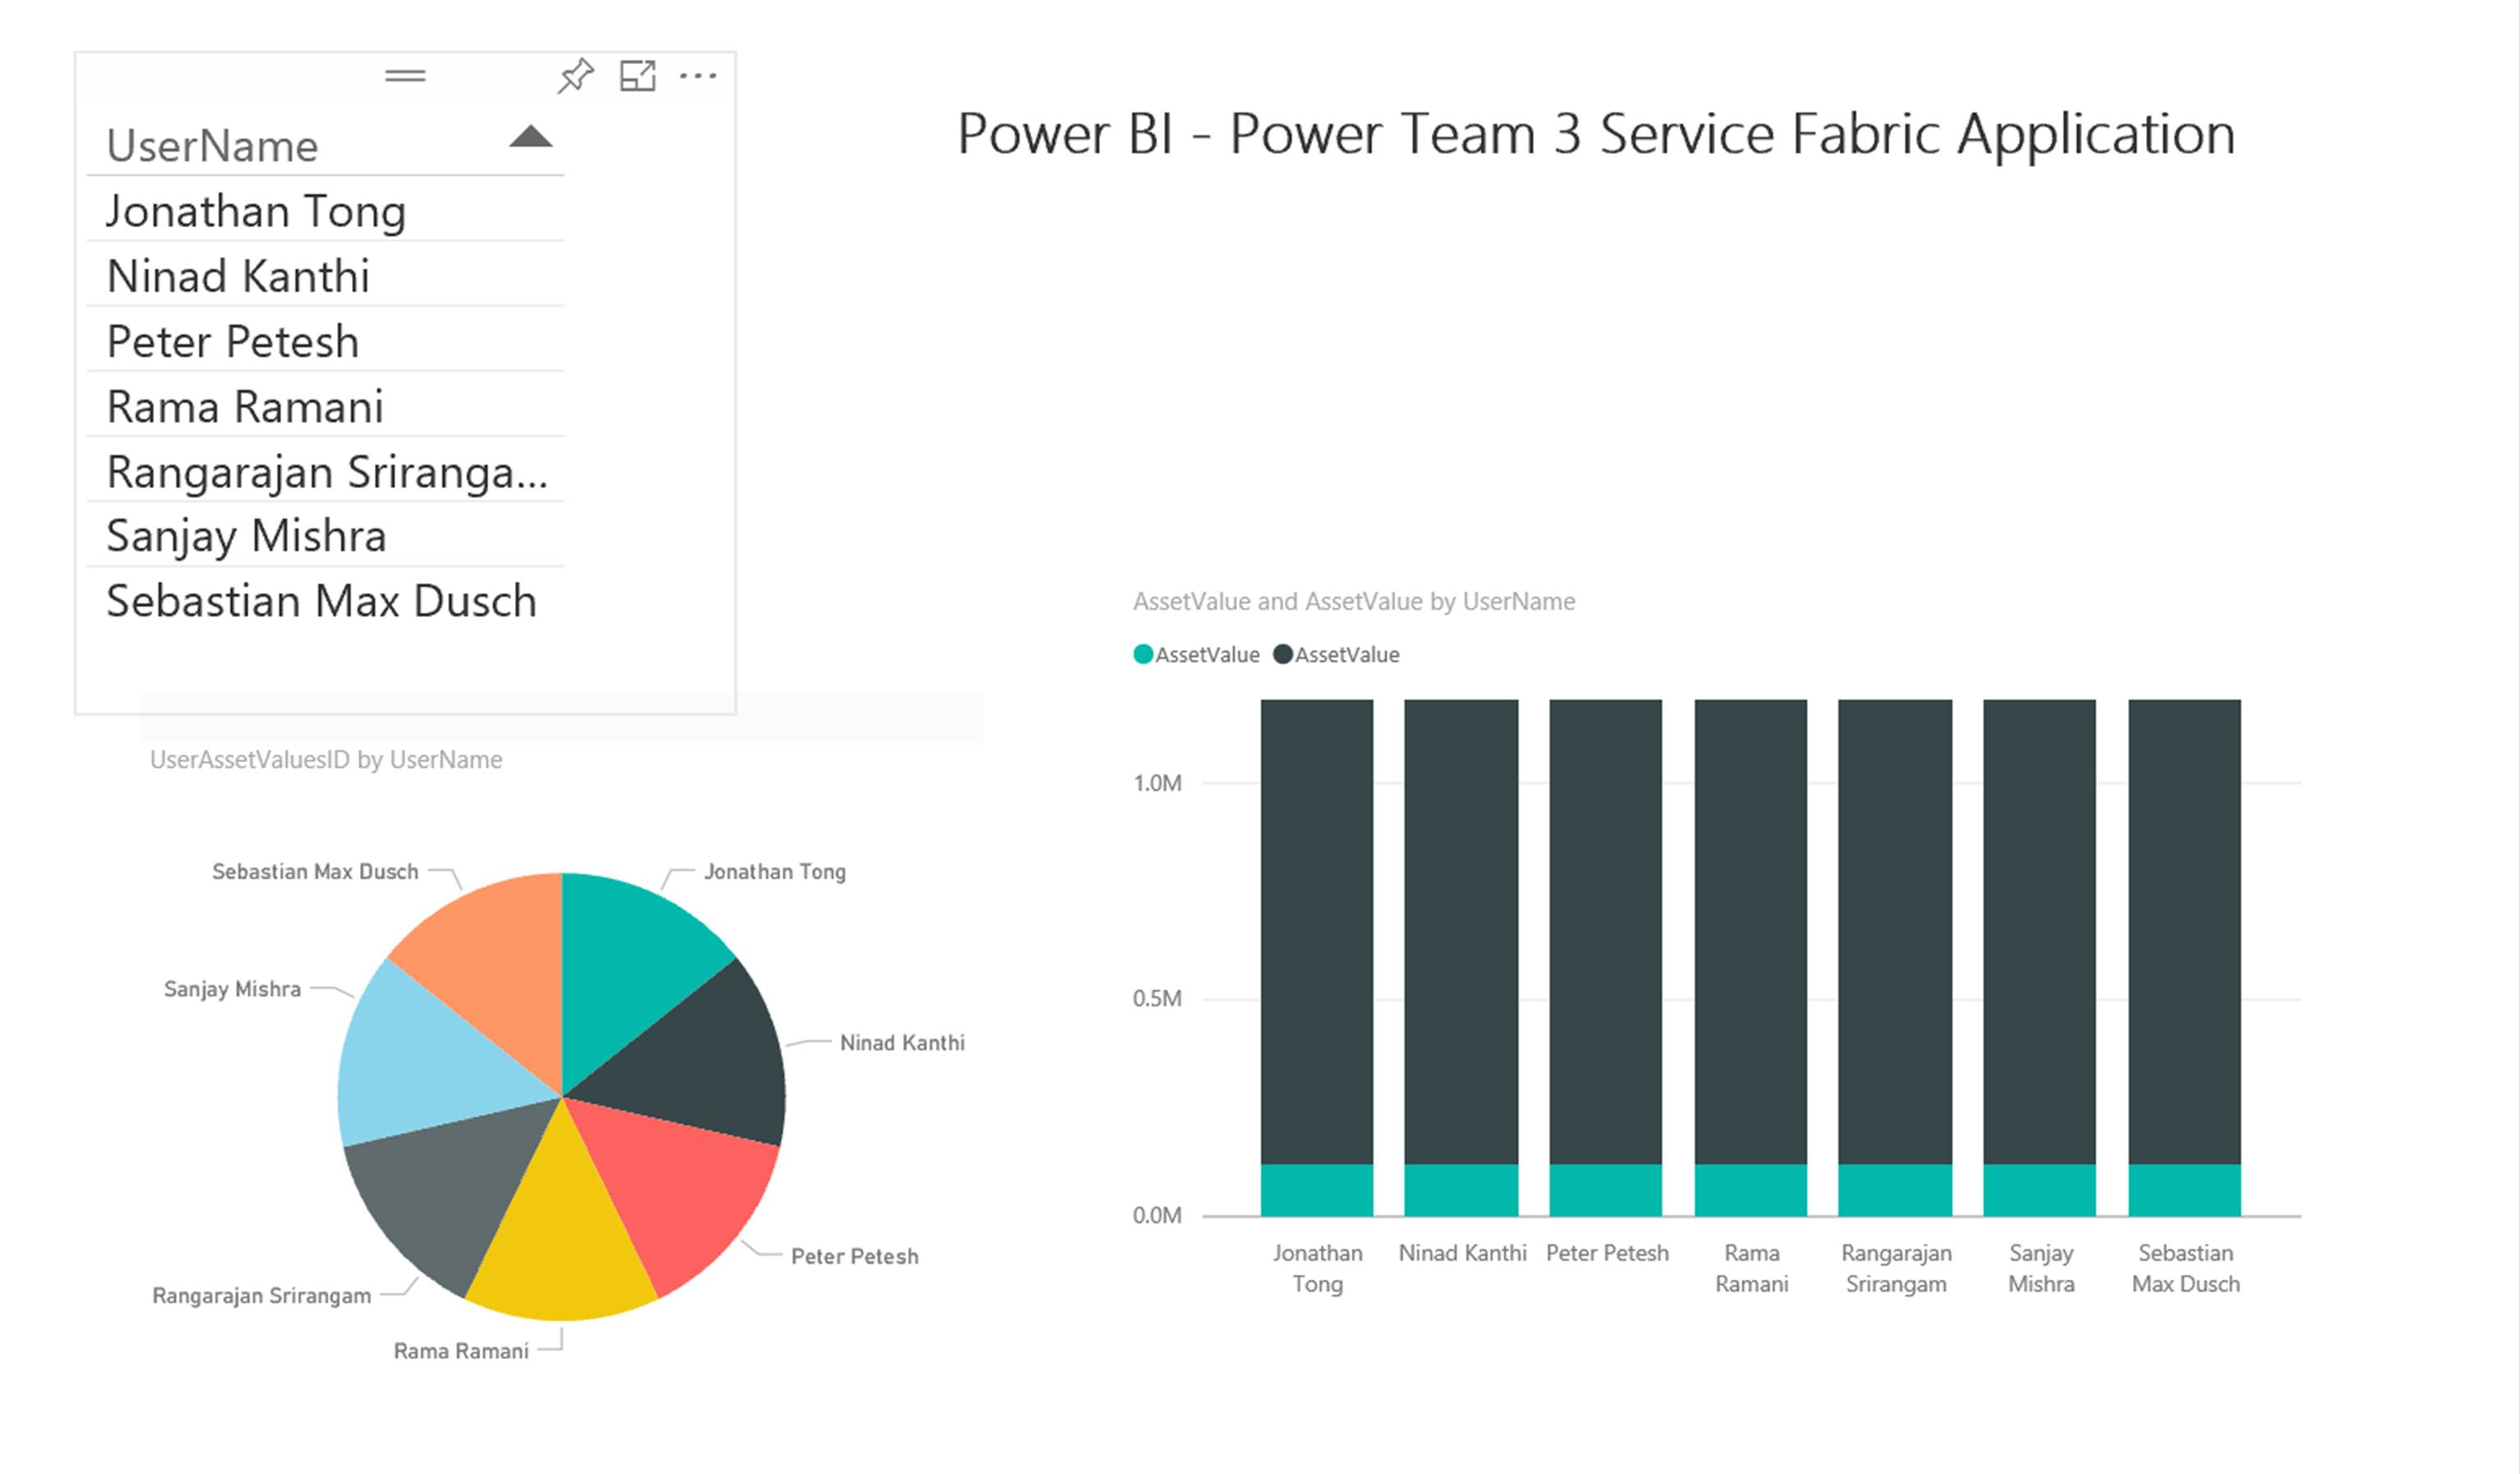 UserName
Jonathan Tong
Ninad Kanthi
Peter Petesh
Rama Ramani
Rangarajan Sriranga...
Sanjay Mishra
Sebastian Max Dusch
Power BI - Power Team 3 Service Fabric Application
UserAssetValuesID by UserName
Sebastian Max Dusch
Jonathan Tong
Sanjay Mishra
Ninad Kanthi
Peter Petesh
Rangarajan Srirangam
Rama Ramani
AssetValue and AssetValue by UserName
AssetValue AssetValue
1.0M
0.5M
0.0M
Jonathan
Tong
Ninad Kanthi
Peter Petesh
Rama
Ramani
Rangarajan
Srirangam
Sanjay
Mishra
Sebastian
Max Dusch